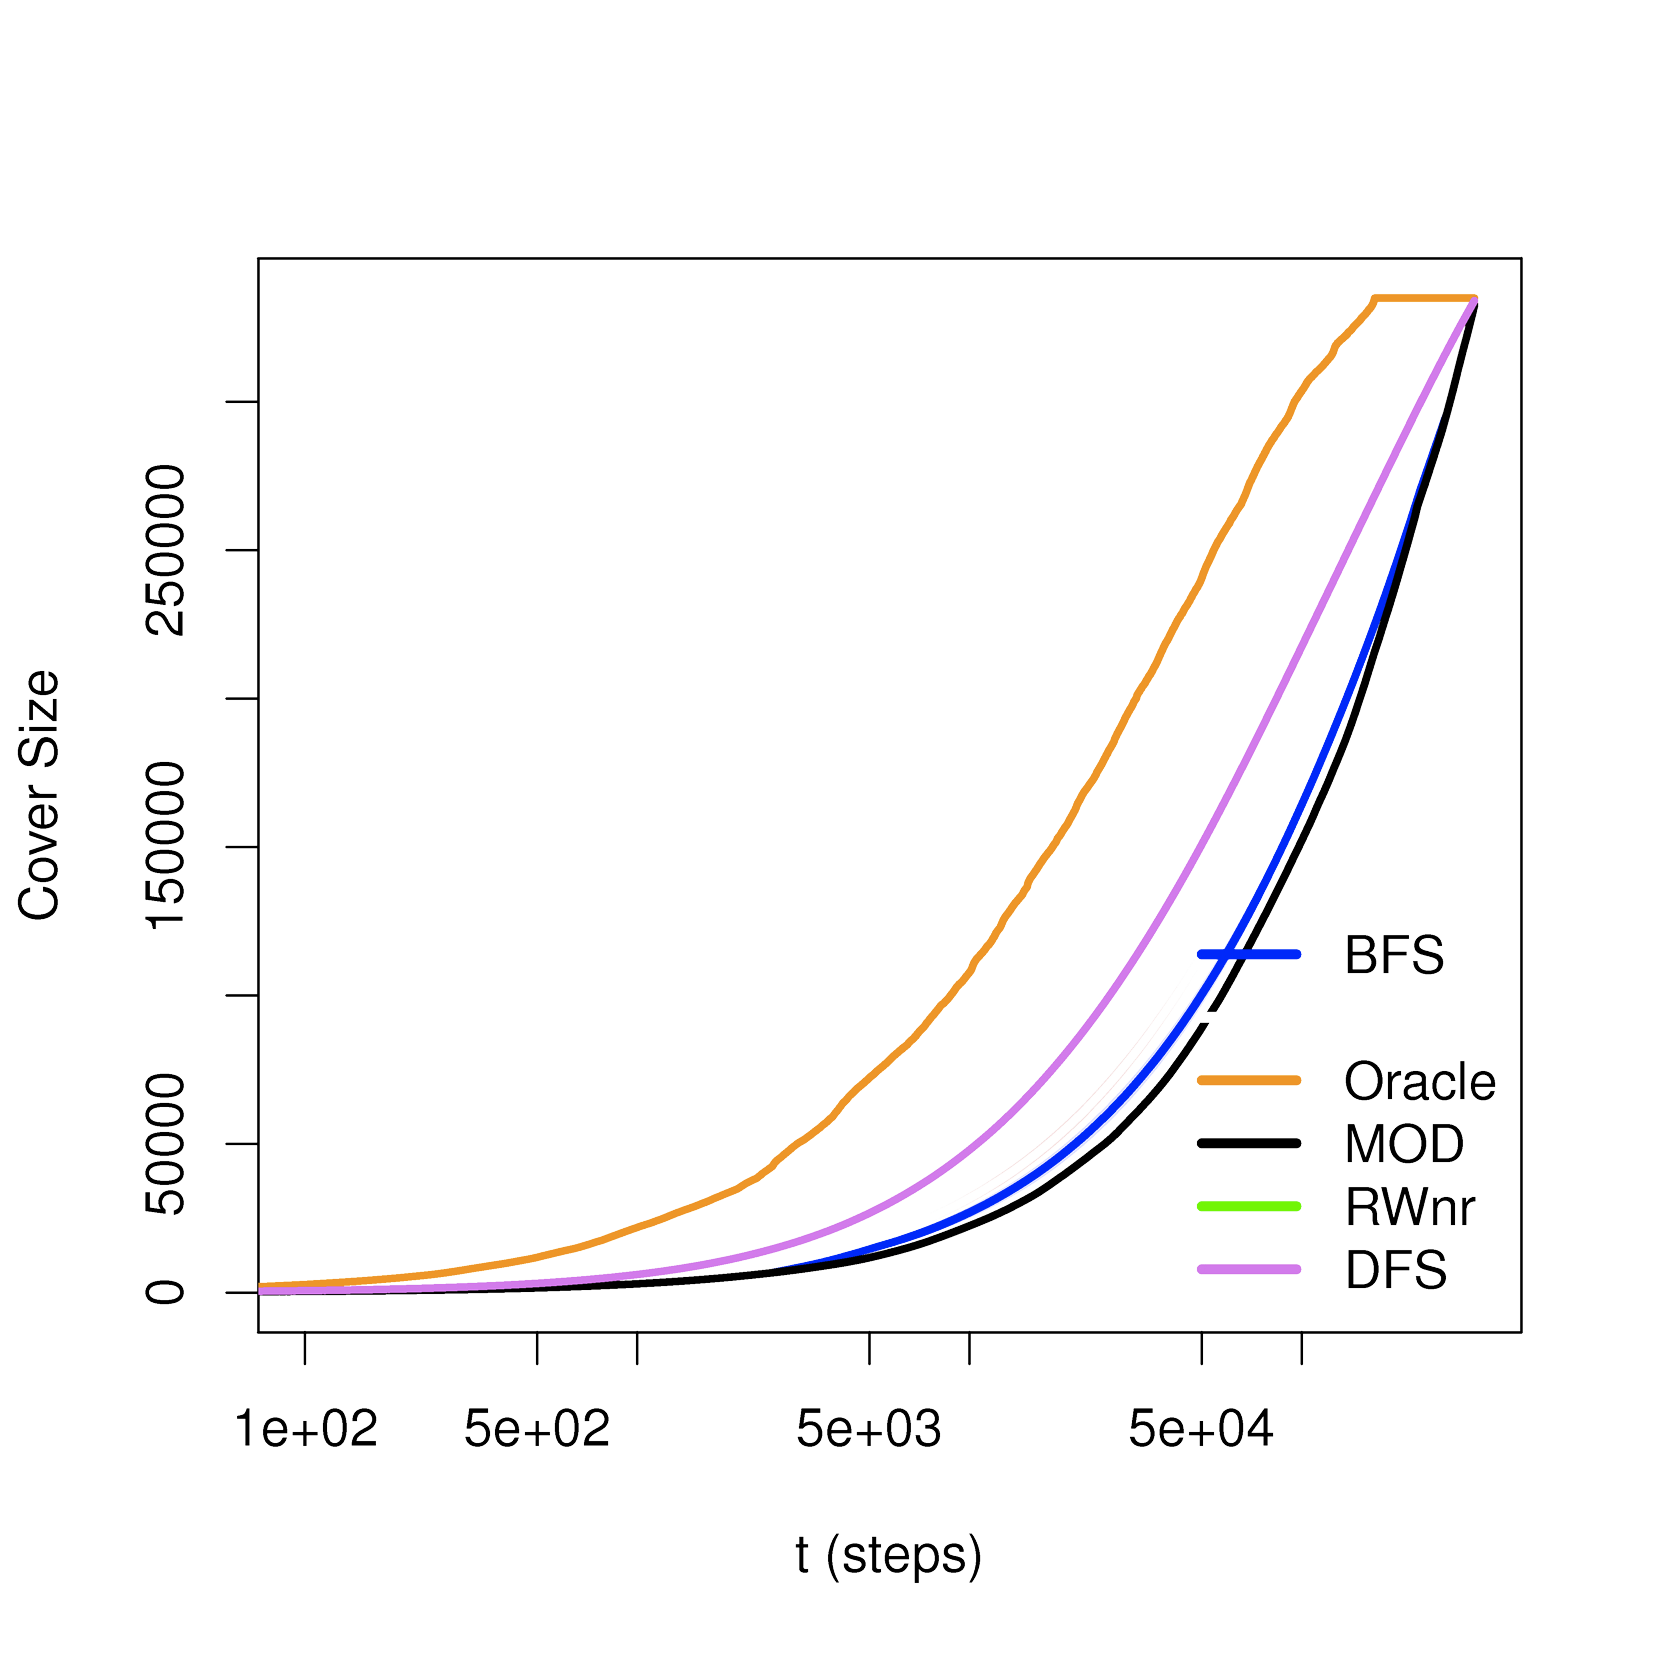 Cover Size
250000
150000
50000
0
BFS
Oracle
MOD
RWnr
DFS
1e+02 5e+02 5e+03 5e+04
t (steps)